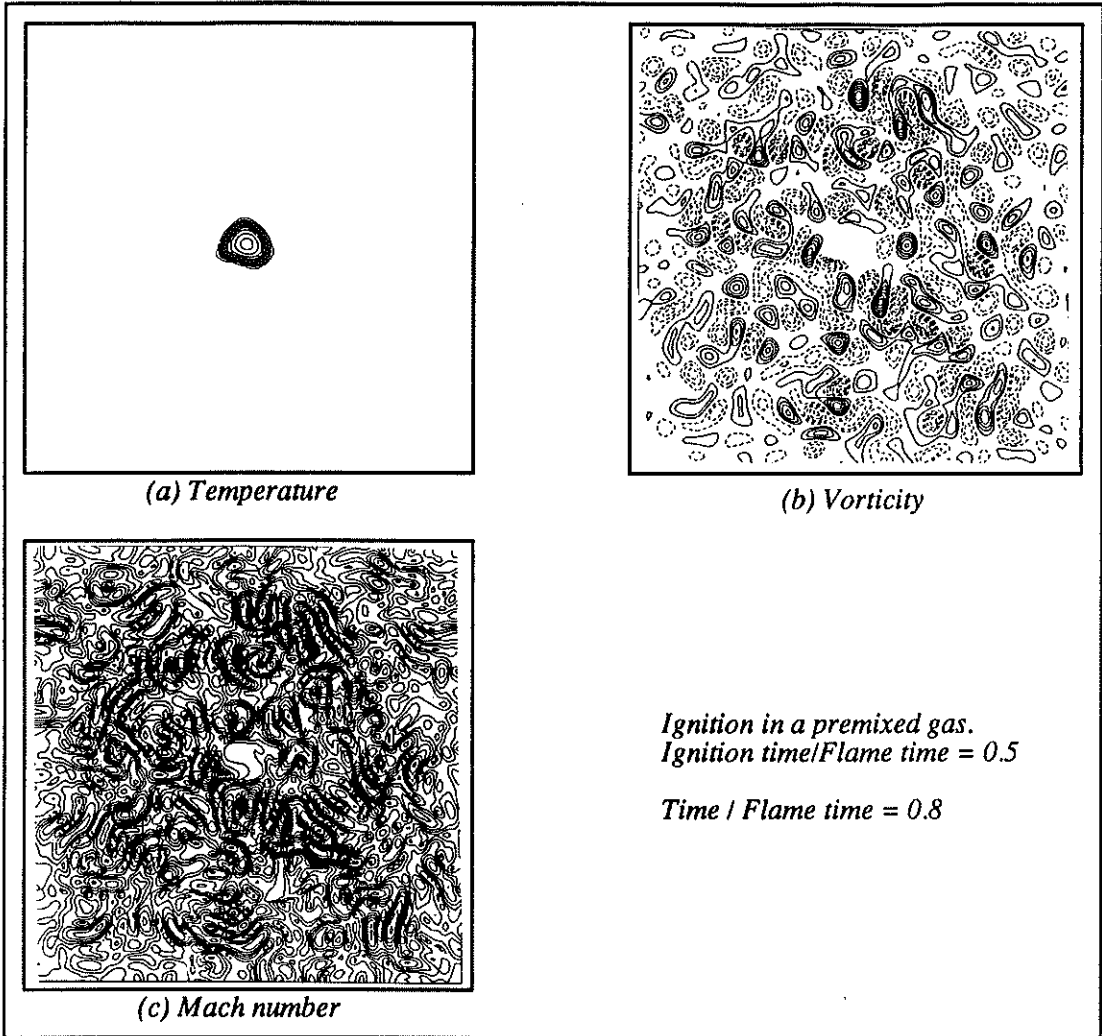 (a) Temperature
(b) Vorticity
(c) Mach number
Ignition in a premixed gas.
Ignition time/Flame time = 0.5
Time / Flame time = 0.8